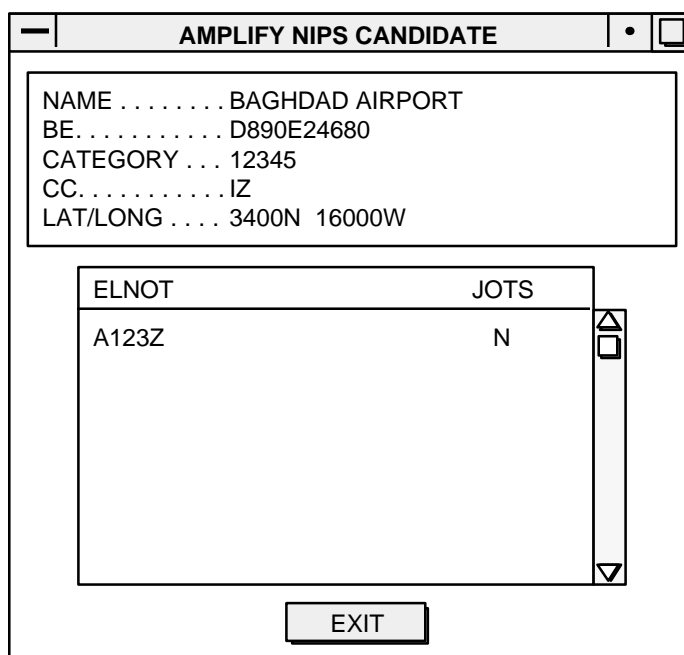 AMPLIFY NIPS CANDIDATE
NAME . . . . . . . . BAGHDAD AIRPORT
BE. . . . . . . . . . . D890E24680
CATEGORY . . . 12345
CC. . . . . . . . . . . IZ
LAT/LONG . . . . 3400N 16000W
ELNOT JOTS
A123Z N
EXIT